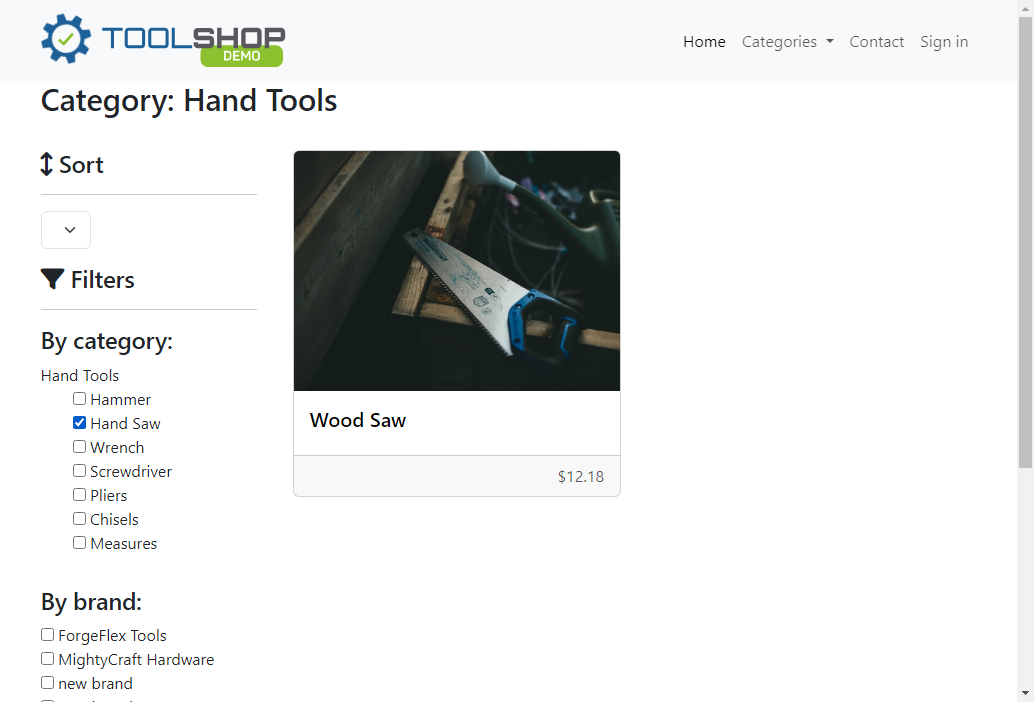 TOOLSHOP
DEMO
Home
Categories
Contact
Sign in
Category: Hand Tools
Sort
Filters
By category:
Hand Tools
Hammer
Hand Saw
Wrench
Screwdriver
Pliers
Chisels
Measures
By brand:
ForgeFlex Tools
MightyCraft Hardware
new brand
Wood Saw
$12.18